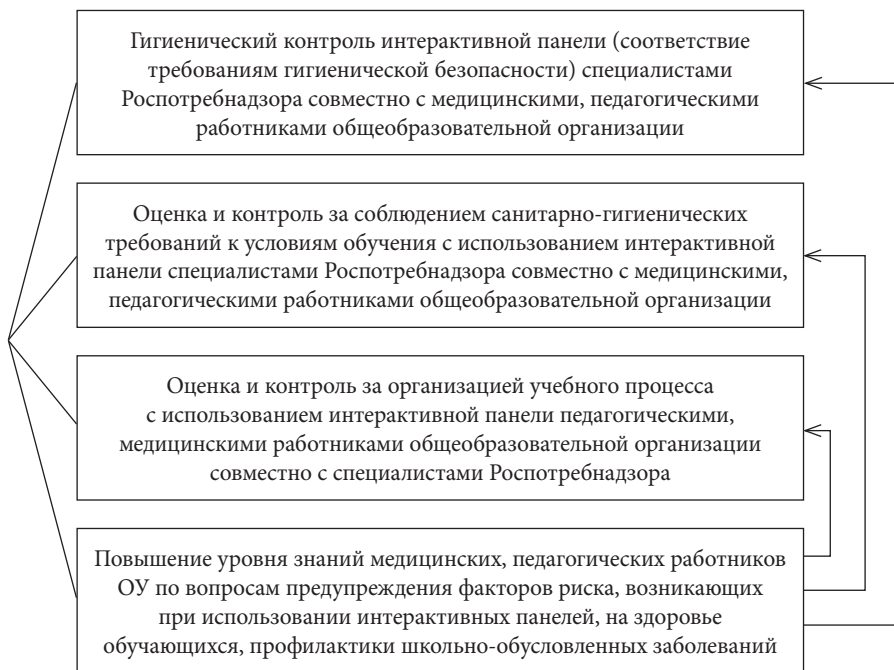 Гигиенический контроль интерактивной панели (соответствие
требованиям гигиенической безопасности) специалистами
Роспотребнадзора совместно с медицинскими, педагогическими
работниками общеобразовательной организации
Оценка и контроль за соблюдением санитарно-гигиенических
требований к условиям обучения с использованием интерактивной
панели специалистами Роспотребнадзора совместно с медицинскими,
педагогическими работниками общеобразовательной организации
Оценка и контроль за организацией учебного процесса
с использованием интерактивной панели педагогическими,
медицинскими работниками общеобразовательной организации
совместно с специалистами Роспотребнадзора
Повышение уровня знаний медицинских, педагогических работников
ОУ по вопросам предупреждения факторов риска, возникающих
при использовании интерактивных панелей, на здоровье
обучающихся, профилактики школьно-обусловленных заболеваний